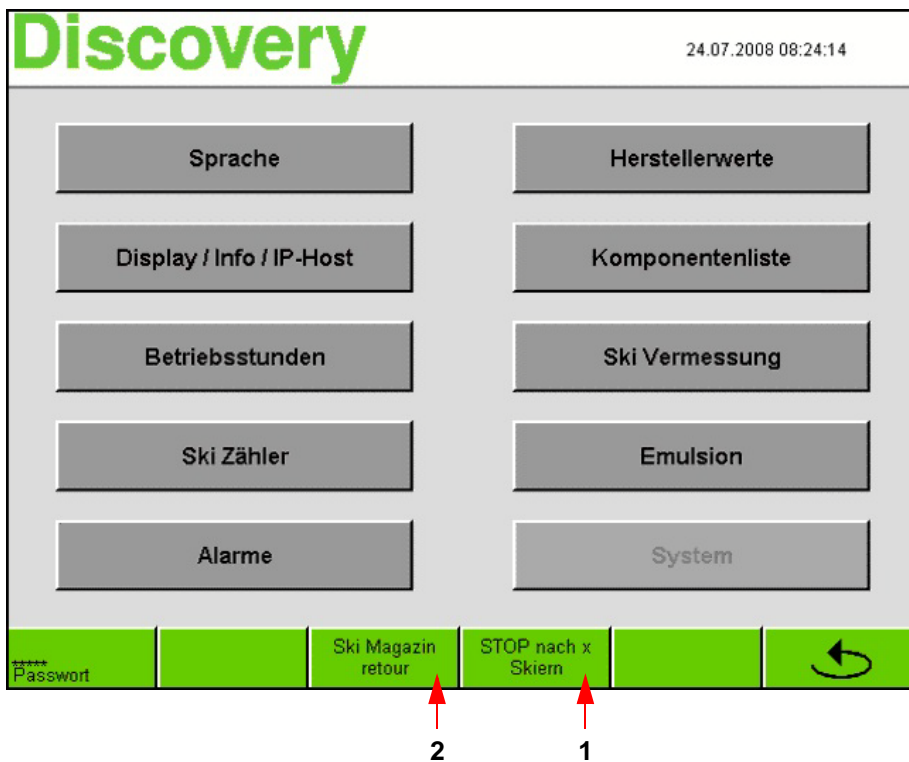 Discovery
24.07.2008 08:24:14
Sprache
Herstellerwerte
Display / Info / IP-Host
Komponentenliste
Betriebsstunden
Ski Vermessung
Ski Zähler
Emulsion
Alarme
System
*****
Passwort
Ski Magazin
retour
STOP nach x
Skiern
2
1